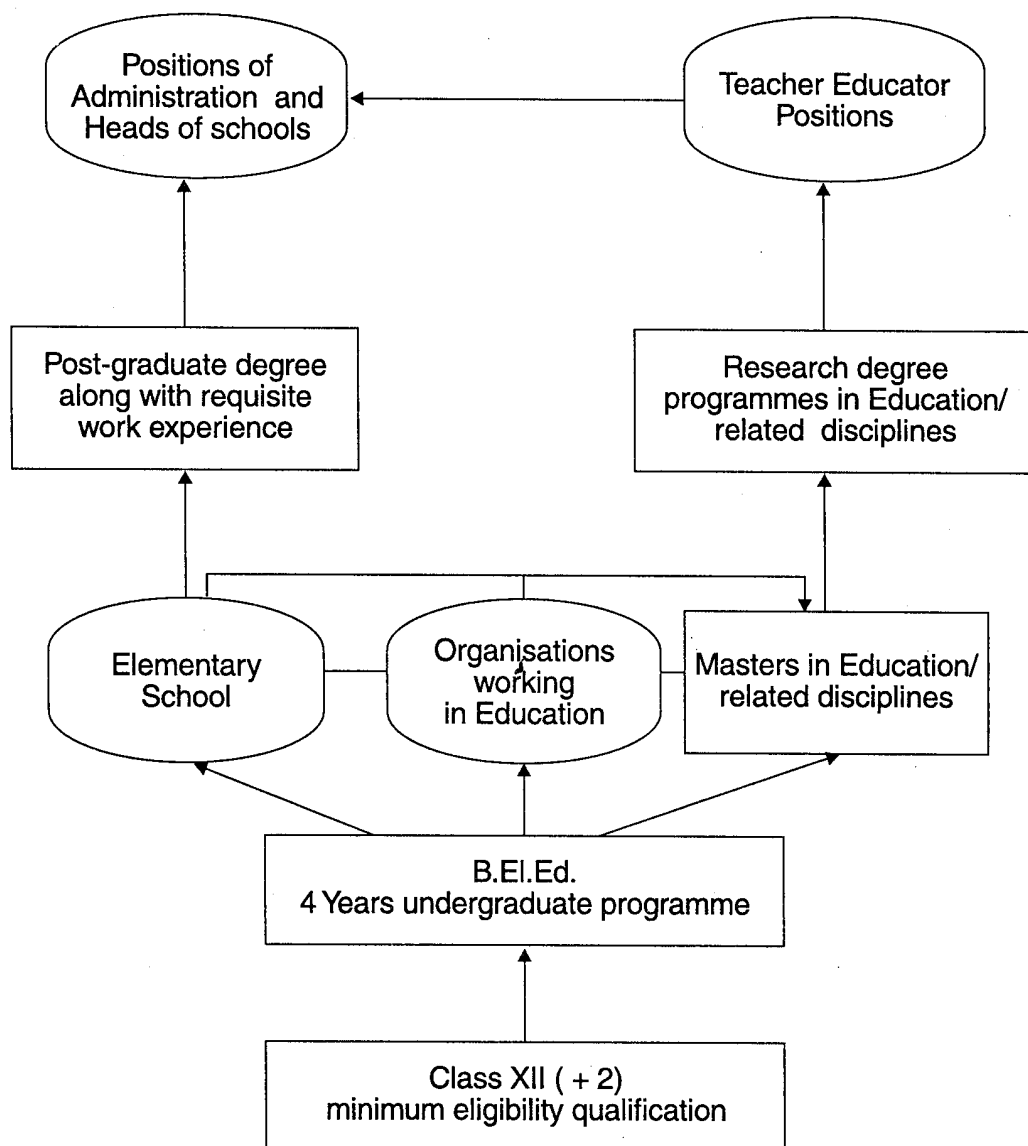 Positions of
Administration and
Heads of schools
Teacher Educator
Positions
Post-graduate degree
along with requisite
work experience
Research degree
programmes in Education/
related disciplines
Elementary
School
Organisations
working
in Education
Masters in Education/
related disciplines
B.El.Ed.
4 Years undergraduate programme
Class XII ( + 2)
minimum eligibility qualification